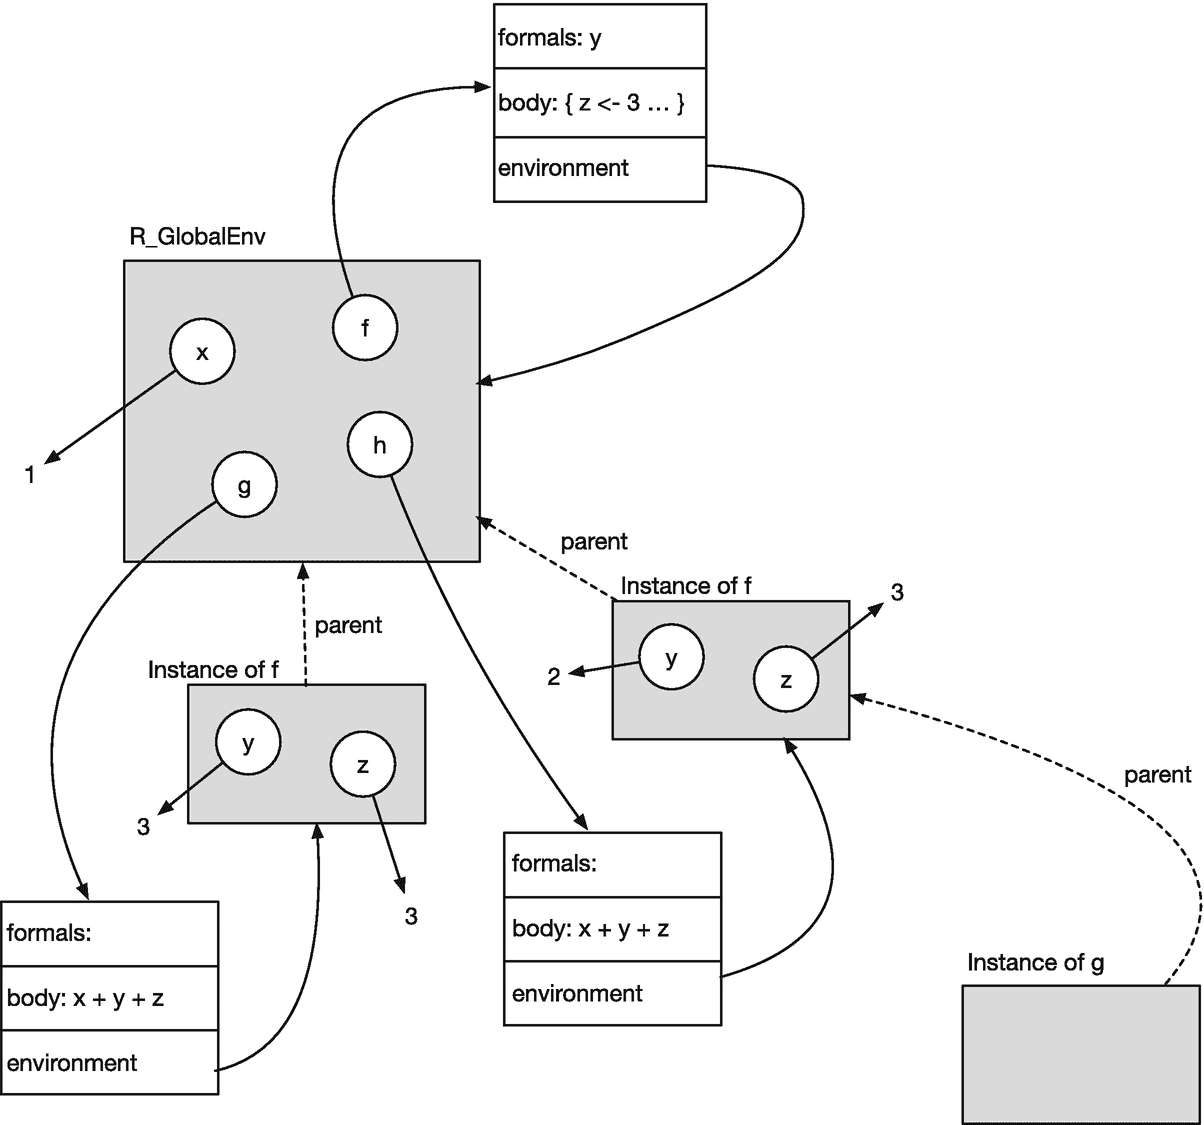 formals: y
body: { z <- 3 … }
environment
R_GlobalEnv
f
x
h
1
g
parent
Instance of f
3
parent
y
z
2
Instance of f
y
z
3
parent
formals:
3
formals:
body: x + y + z
Instance of g
body: x + y + z
environment
environment